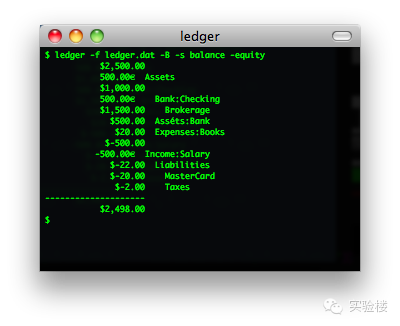 ledger
$ ledger -f ledger.dat -B -s balance -equity
$2,500.00
500.00€  Assets
$1,000.00
500.00€    Bank:Checking
$1,500.00      Brokerage
$500.00    Asséts:Bank
$20.00    Expenses:Books
$-500.00
-500.00€  Income:Salary
$-22.00    Liabilities
$-20.00      MasterCard
$-2.00      Taxes
--------------------
$2,498.00
$
实验楼